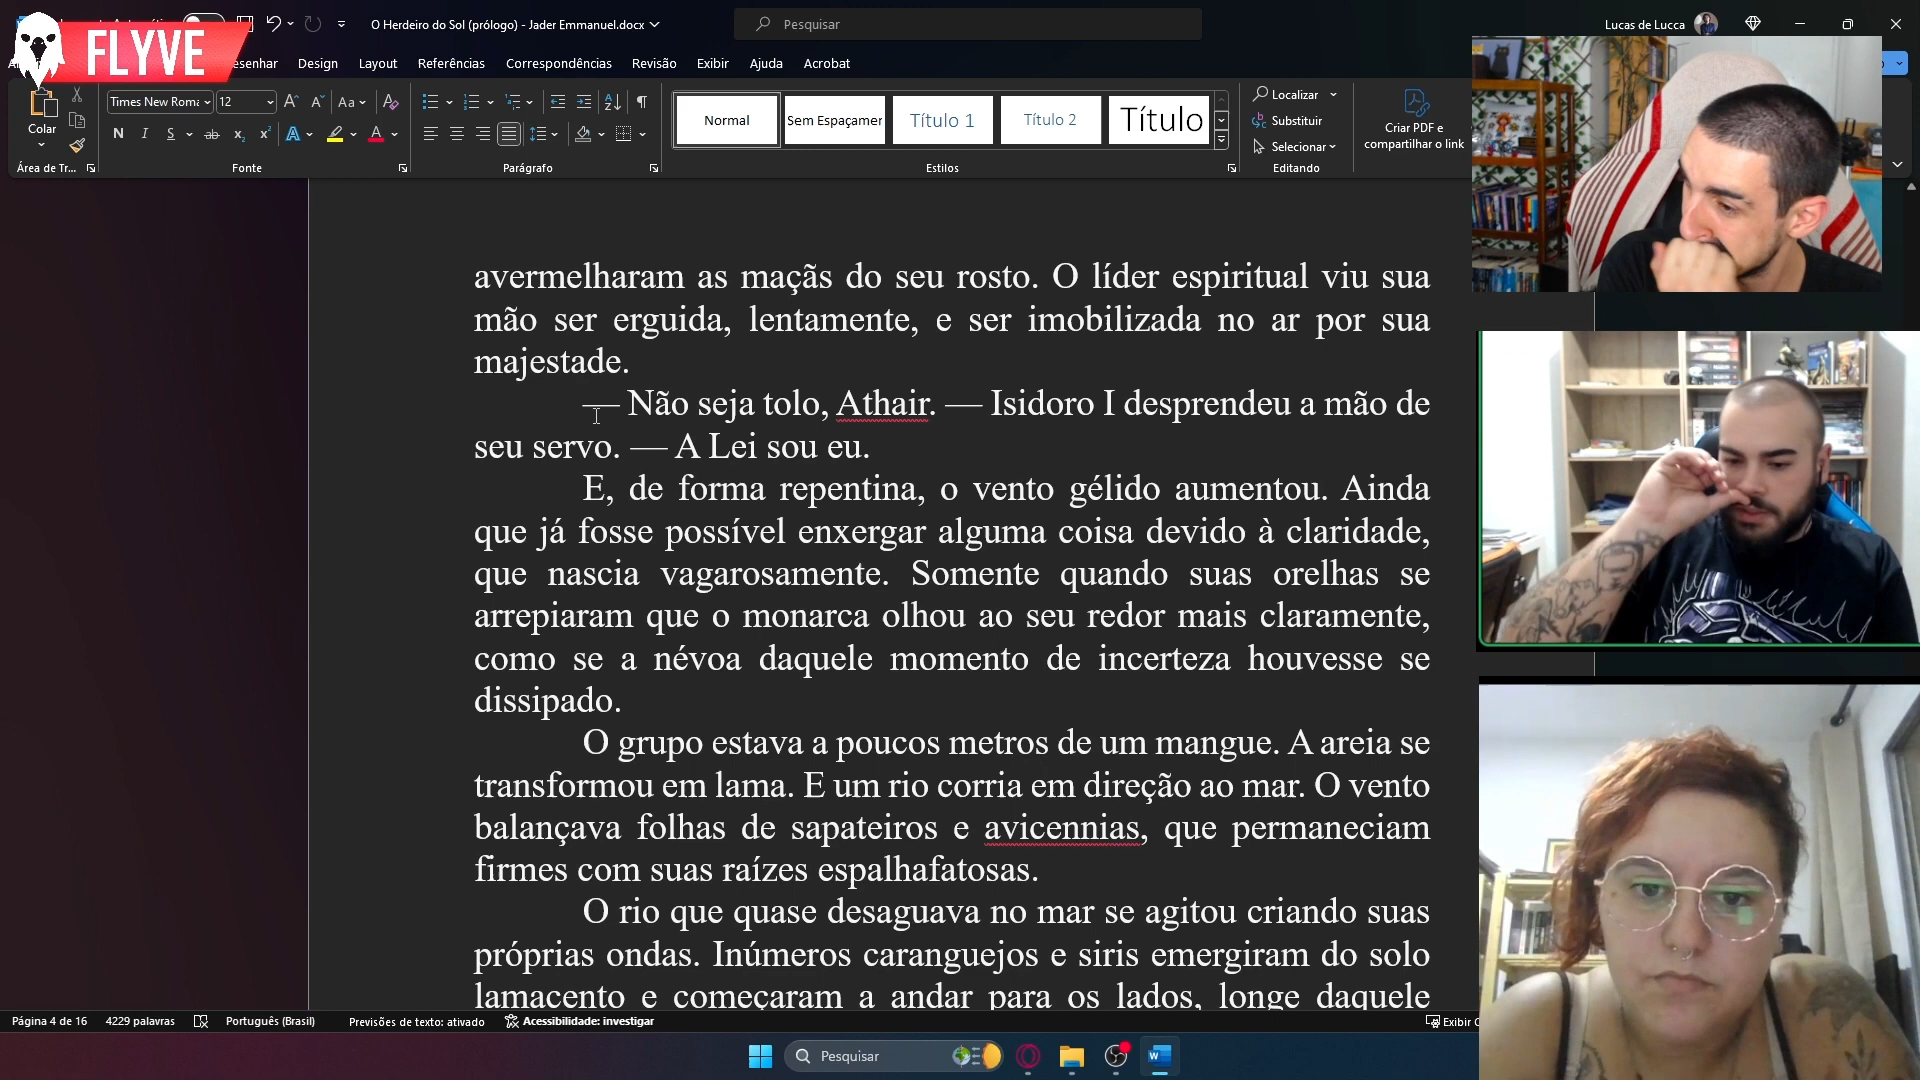 O Herdeiro do Sol (prólogo) - Jader Emmanuel.docx
Pesquisar
Lucas de Lucca
FLYVE
Design
Layout
Referências
Correspondências
Revisão
Exibir
Ajuda
Acrobat
Colar
Times New Roma
12
Aa
N I S ab x₂ x²
Normal
Sem Espaçamen
Título 1
Título 2
Título
Localizar
Substituir
Selecionar
Criar PDF e
compartilhar o link
Área de Tr...
Fonte
Parágrafo
Estilos
Editando
avermelharam as maçãs do seu rosto. O líder espiritual viu sua
mão ser erguida, lentamente, e ser imobilizada no ar por sua
majestade.
— Não seja tolo, Athair. — Isidoro I desprendeu a mão de
seu servo. — A Lei sou eu.
E, de forma repentina, o vento gélido aumentou. Ainda
que já fosse possível enxergar alguma coisa devido à claridade,
que nascia vagarosamente. Somente quando suas orelhas se
arrepiaram que o monarca olhou ao seu redor mais claramente,
como se a névoa daquele momento de incerteza houvesse se
dissipado.
O grupo estava a poucos metros de um mangue. A areia se
transformou em lama. E um rio corria em direção ao mar. O vento
balançava folhas de sapateiros e avicennias, que permaneciam
firmes com suas raízes espalhafatosas.
O rio que quase desaguava no mar se agitou criando suas
próprias ondas. Inúmeros caranguejos e siris emergiram do solo
lamacento e começaram a andar para os lados, longe daquele
Página 4 de 16
4229 palavras
Português (Brasil)
Previsões de texto: ativado
Acessibilidade: investigar
Exibir
Pesquisar